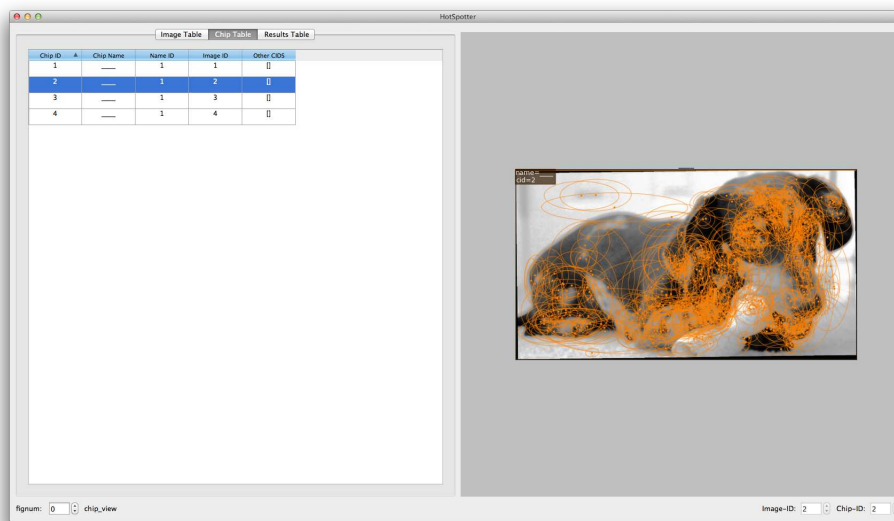 HotSpotter
Image Table Chip Table Results Table
Chip ID Chip Name Name ID Image ID Other CIDS
1 ____ 1 1 []
2 ____ 1 2 []
3 ____ 1 3 []
4 ____ 1 4 []
name=____
cid=2
fignum: 0 chip_view Image-ID: 2 Chip-ID: 2